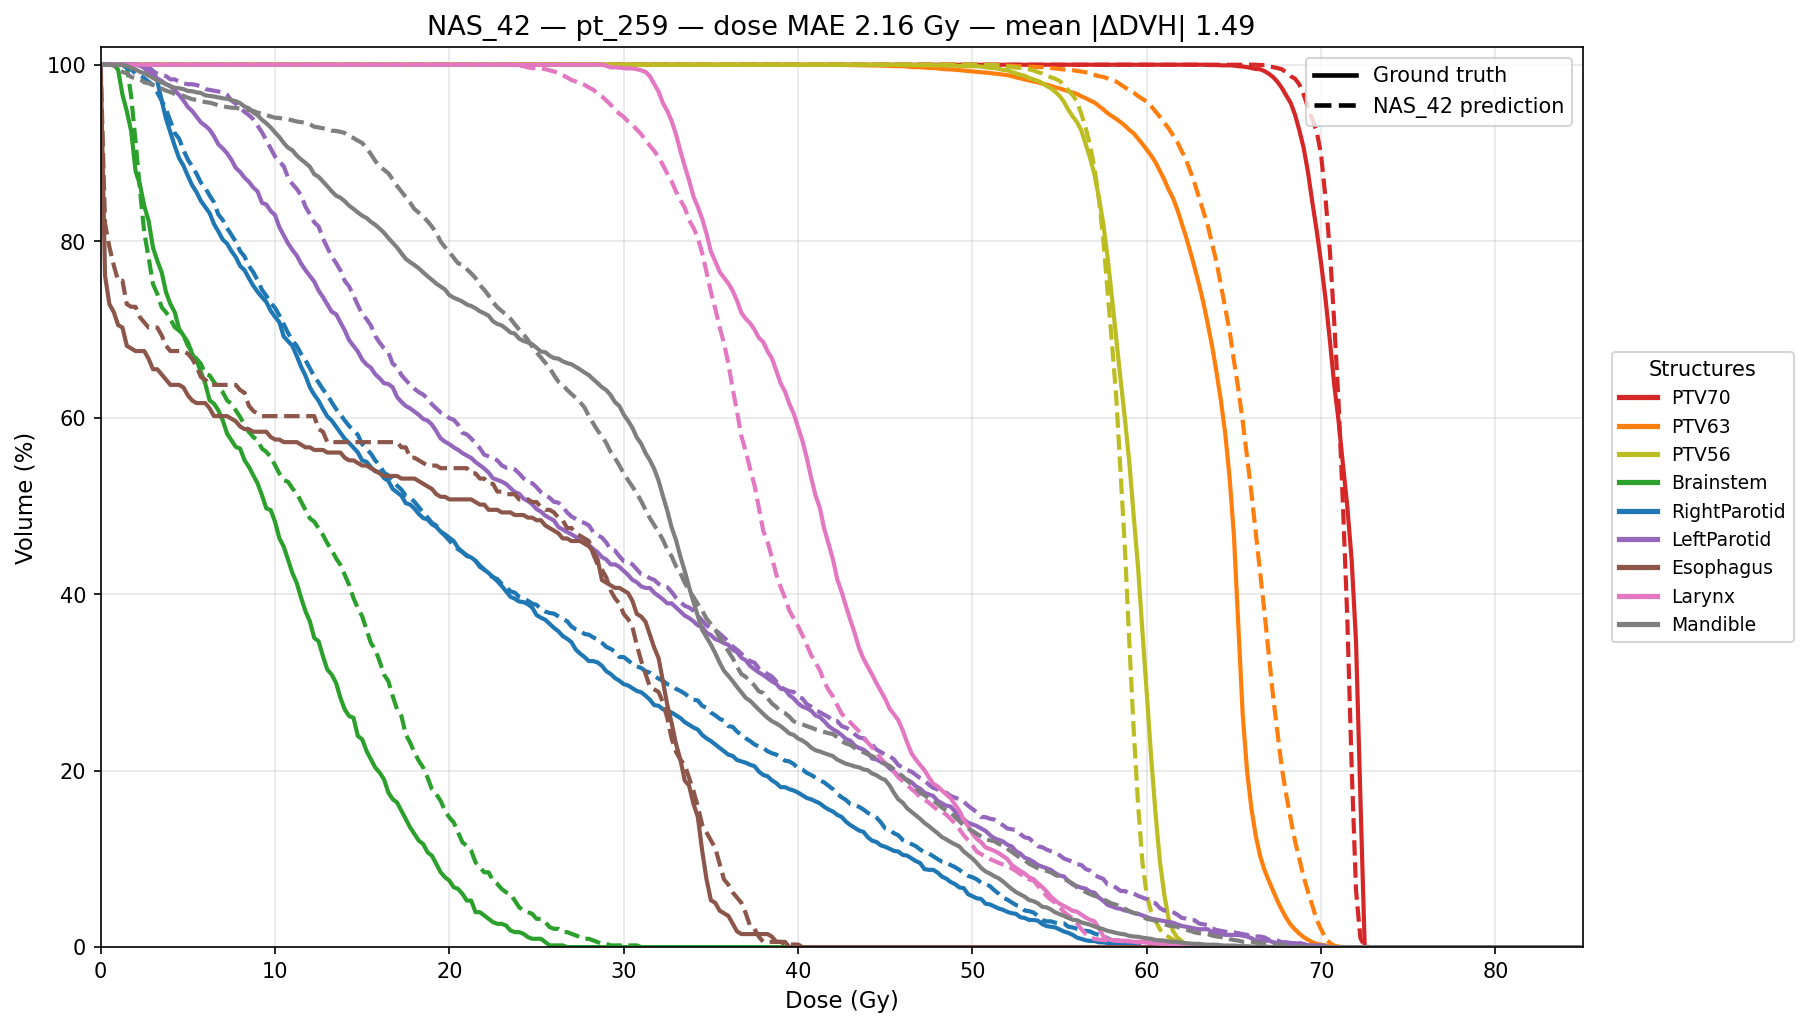 NAS_42 — pt_259 — dose MAE 2.16 Gy — mean |ΔDVH| 1.49
Volume (%)
100
80
60
40
20
0
0 10 20 30 40 50 60 70 80
Dose (Gy)
Ground truth
NAS_42 prediction
Structures
PTV70
PTV63
PTV56
Brainstem
RightParotid
LeftParotid
Esophagus
Larynx
Mandible